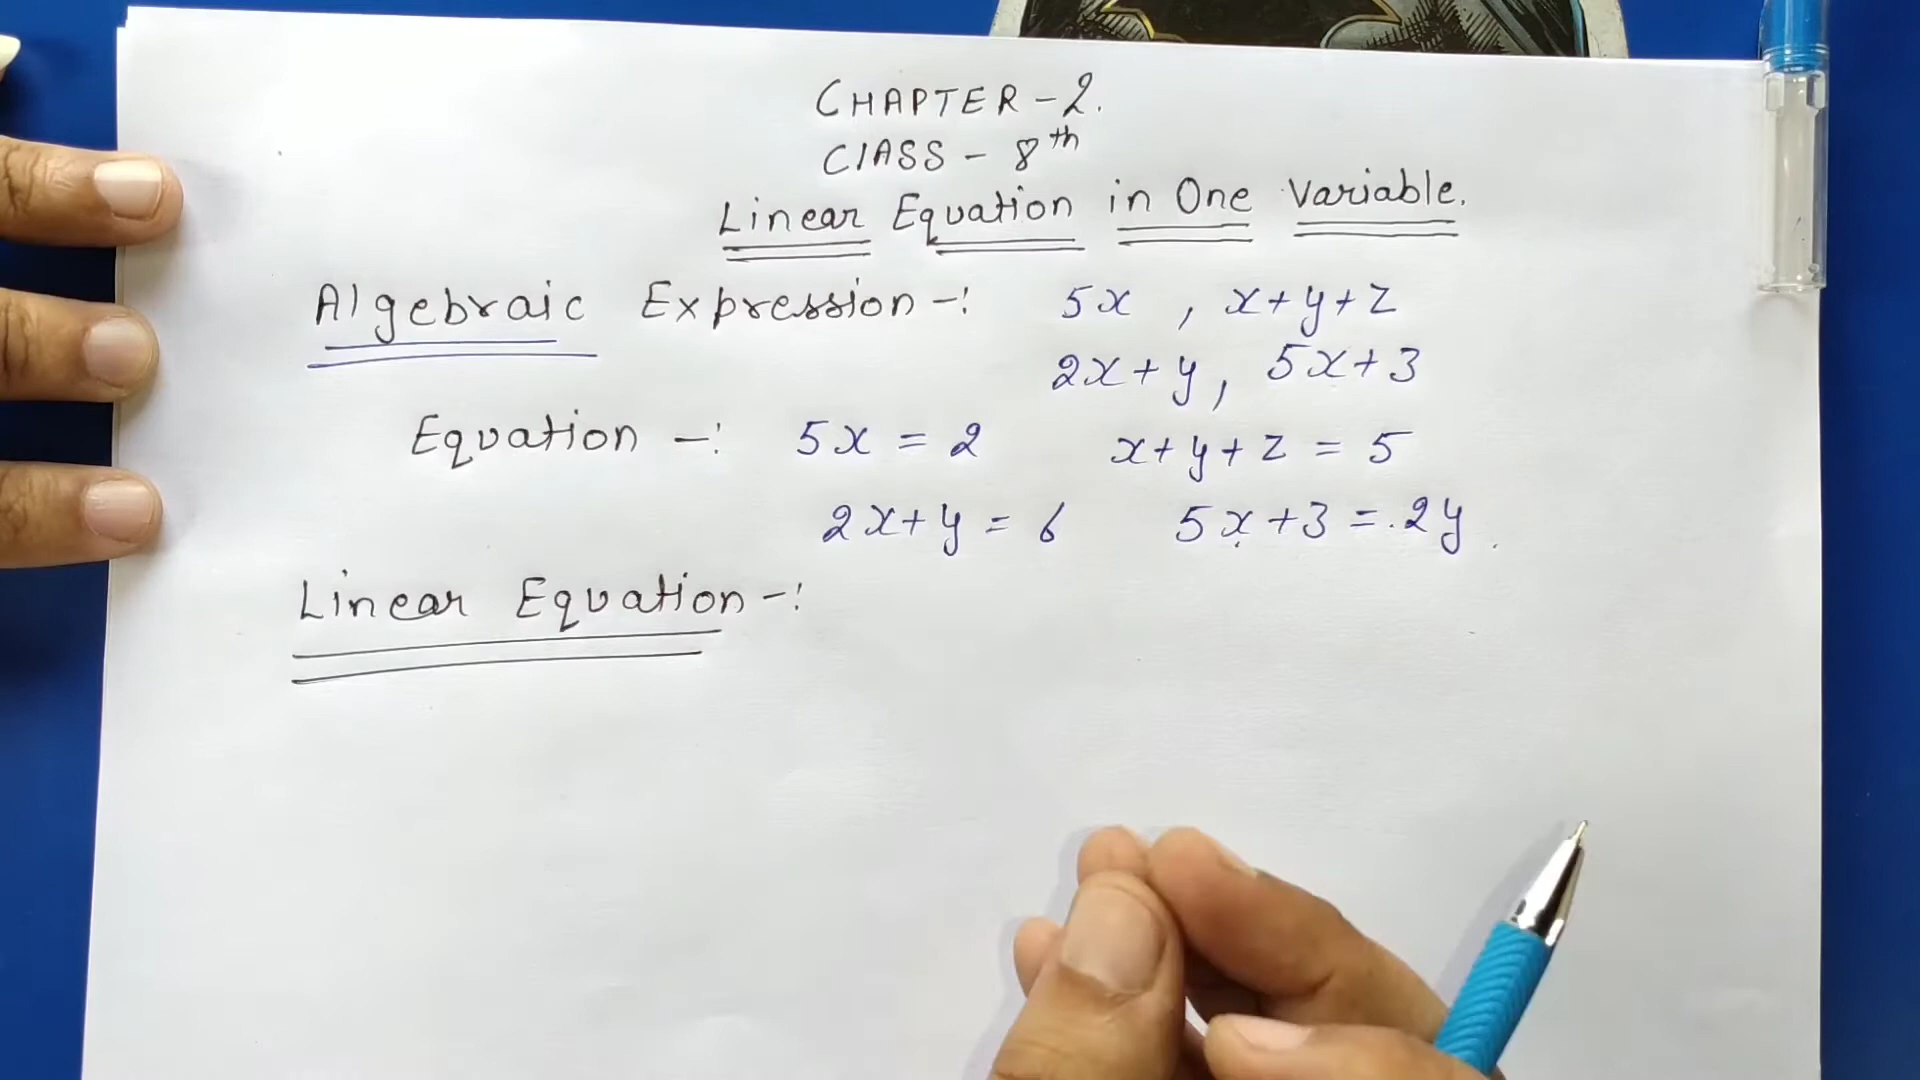 CHAPTER - 2.
ClASS - 8th
Linear Equation in One Variable.
Algebraic Expression -: 5x , x+y+z
2x+y, 5x+3
Equation -: 5x = 2 x+y+z = 5
2x+y = 6 5x+3 = 2y.
Linear Equation -: